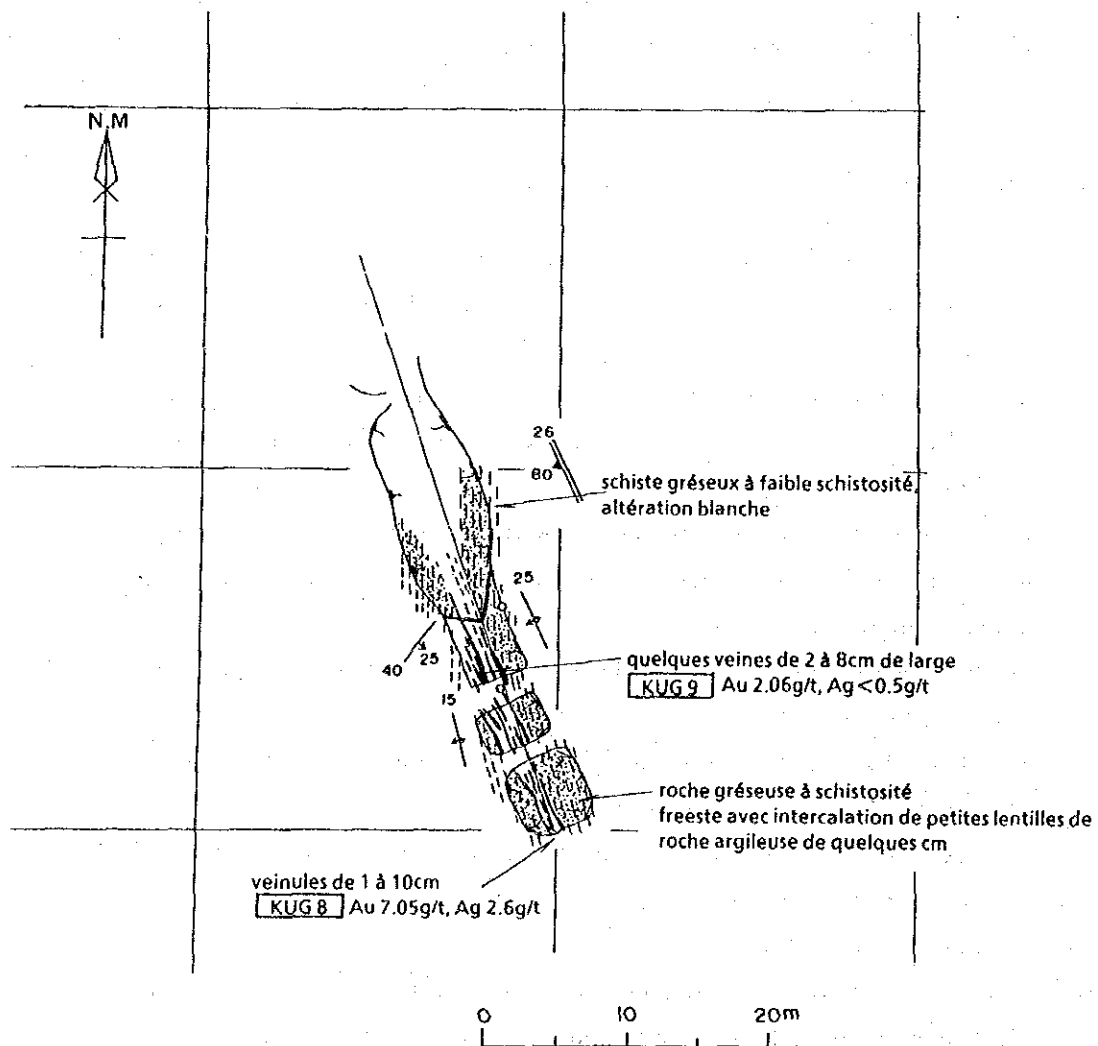 N.M
26
80
schiste gréseux à faible schistosité,
altération blanche
25
quelques veines de 2 à 8cm de large
KUG 9 Au 2.06g/t, Ag<0.5g/t
40
25
15
roche gréseuse à schistosité
freeste avec intercalation de petites lentilles de
roche argileuse de quelques cm
veinules de 1 à 10cm
KUG 8 Au 7.05g/t, Ag 2.6g/t
0 10 20m